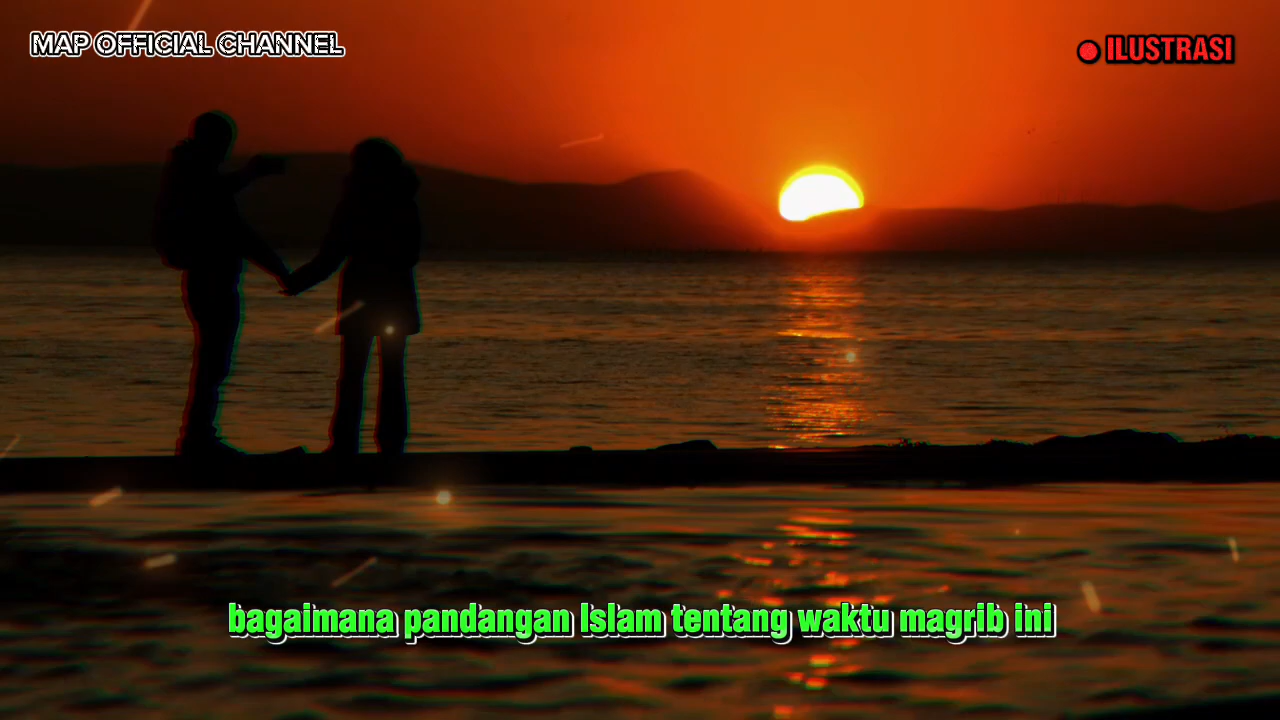 MAP OFFICIAL CHANNEL
ILUSTRASI
bagaimana pandangan Islam tentang waktu magrib ini